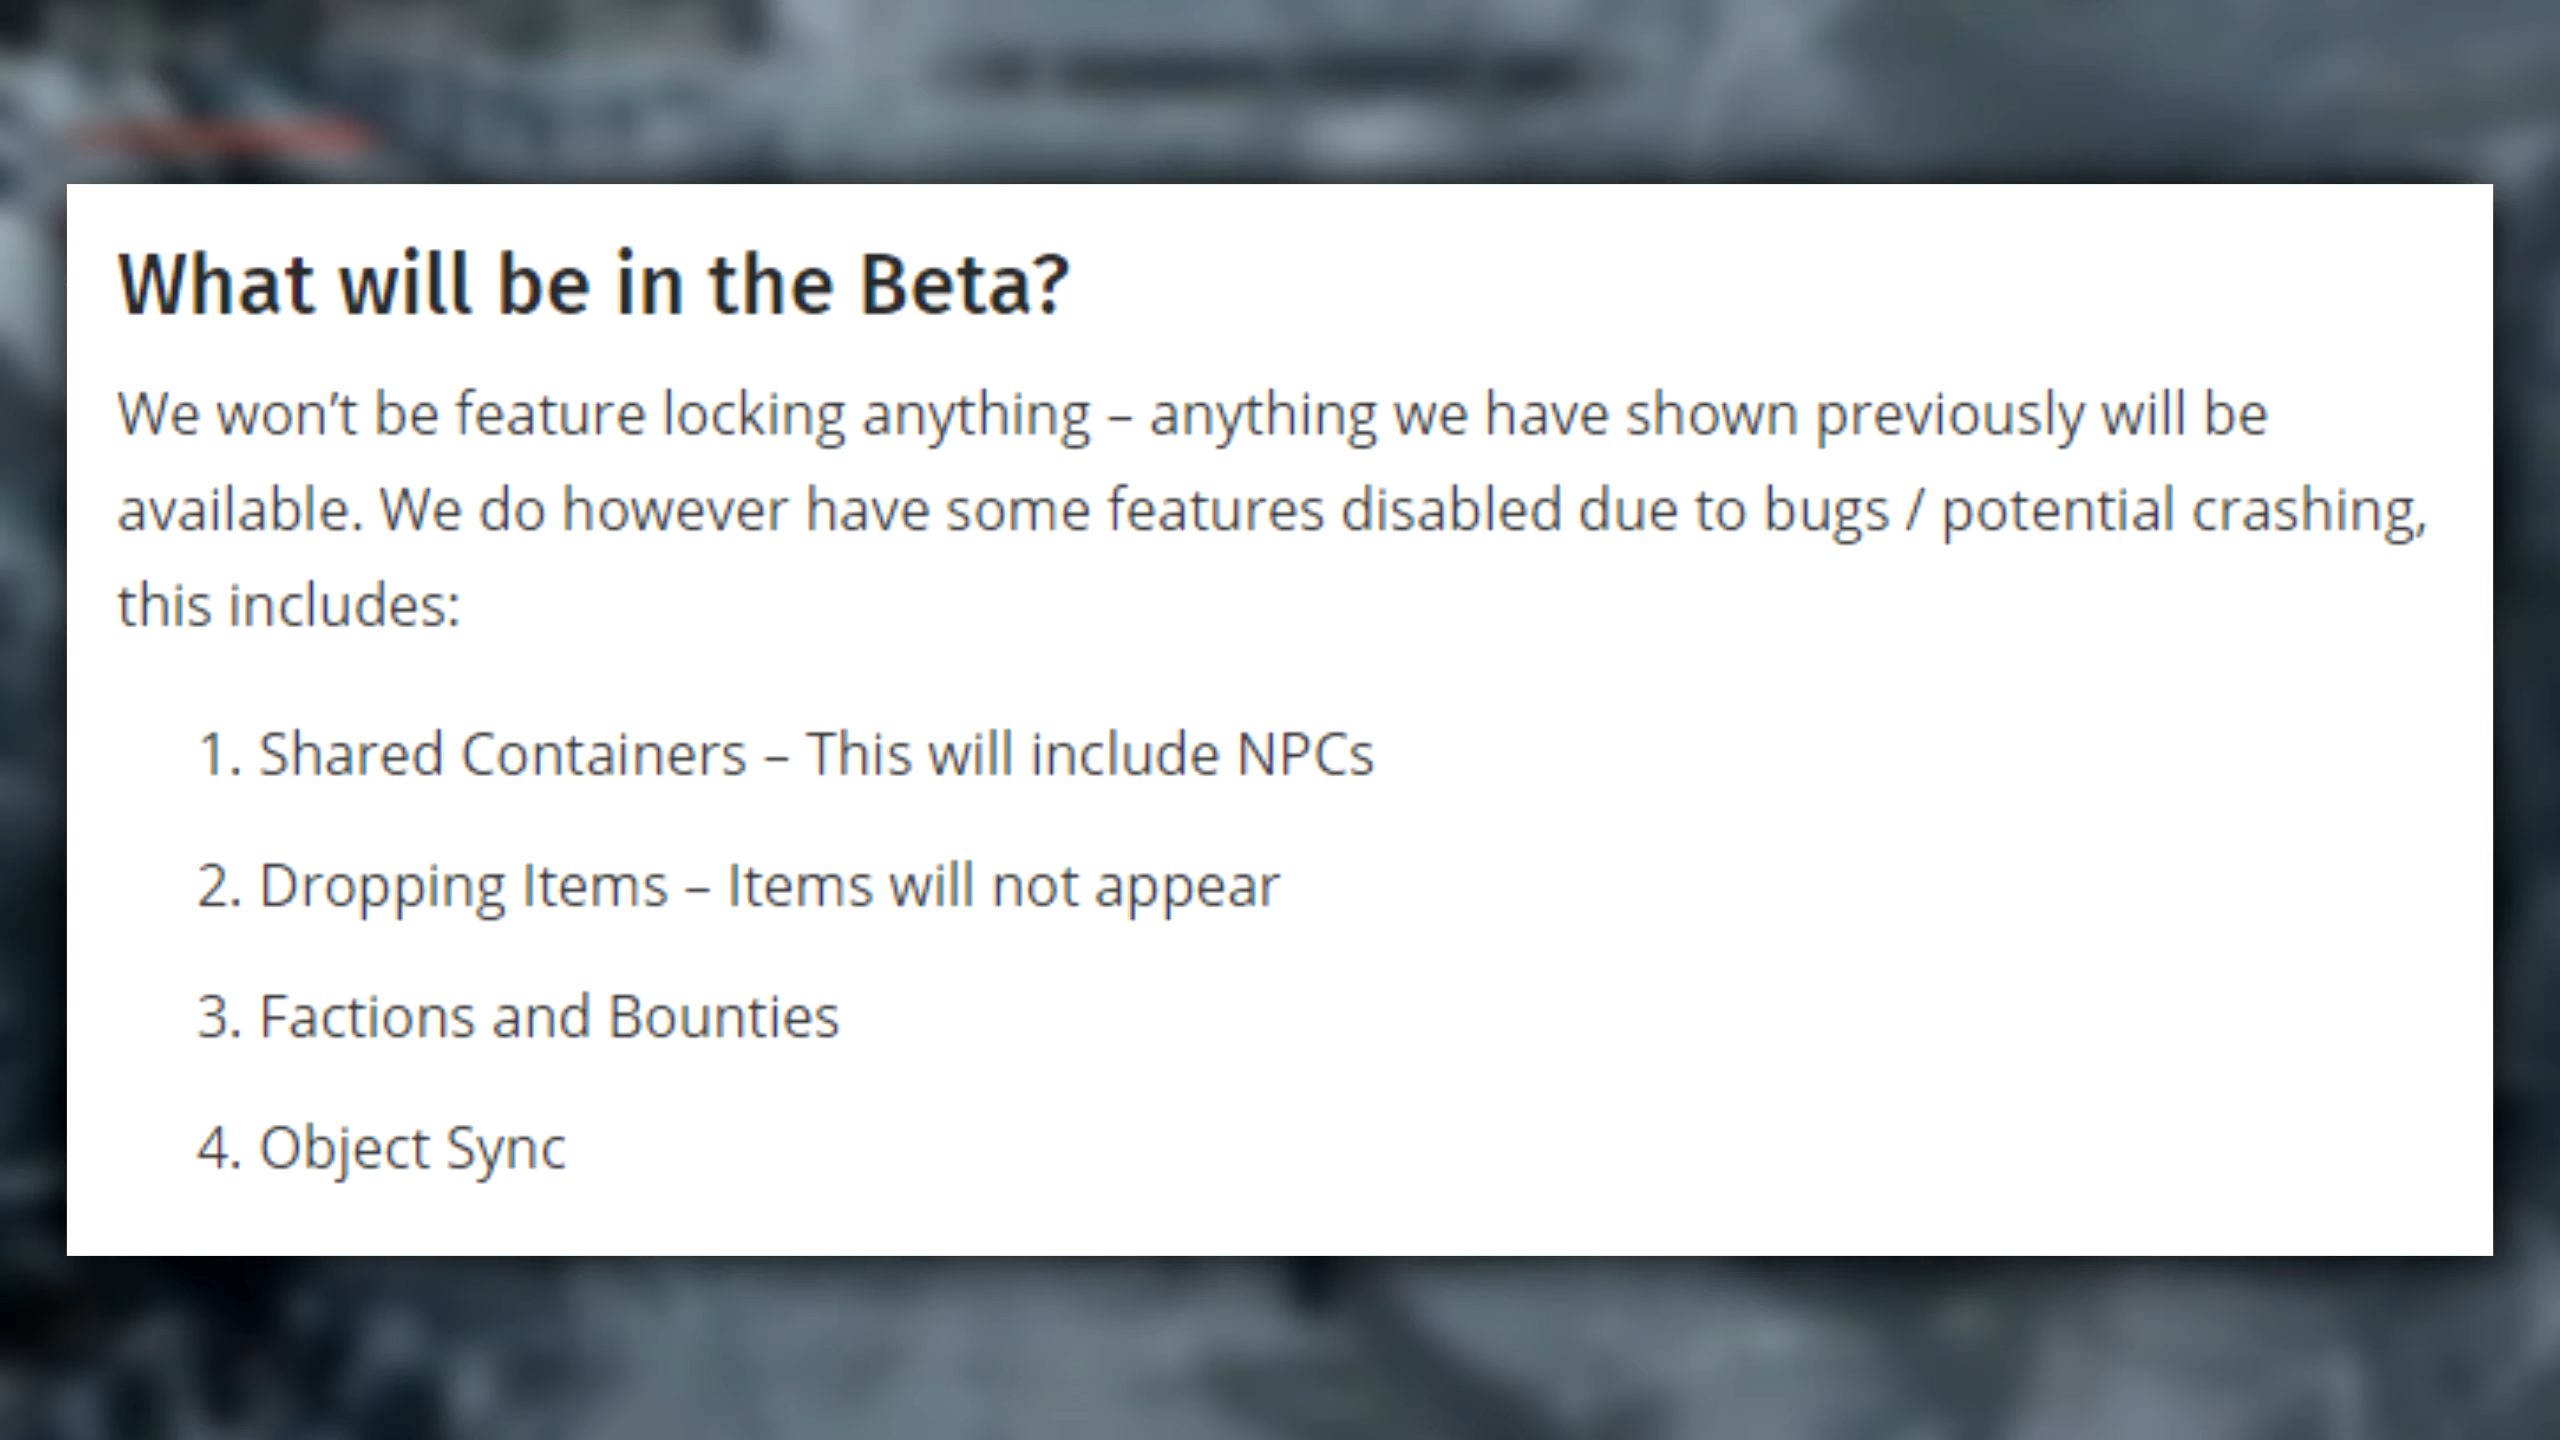 What will be in the Beta?
We won’t be feature locking anything – anything we have shown previously will be
available. We do however have some features disabled due to bugs / potential crashing,
this includes:
1. Shared Containers – This will include NPCs
2. Dropping Items – Items will not appear
3. Factions and Bounties
4. Object Sync